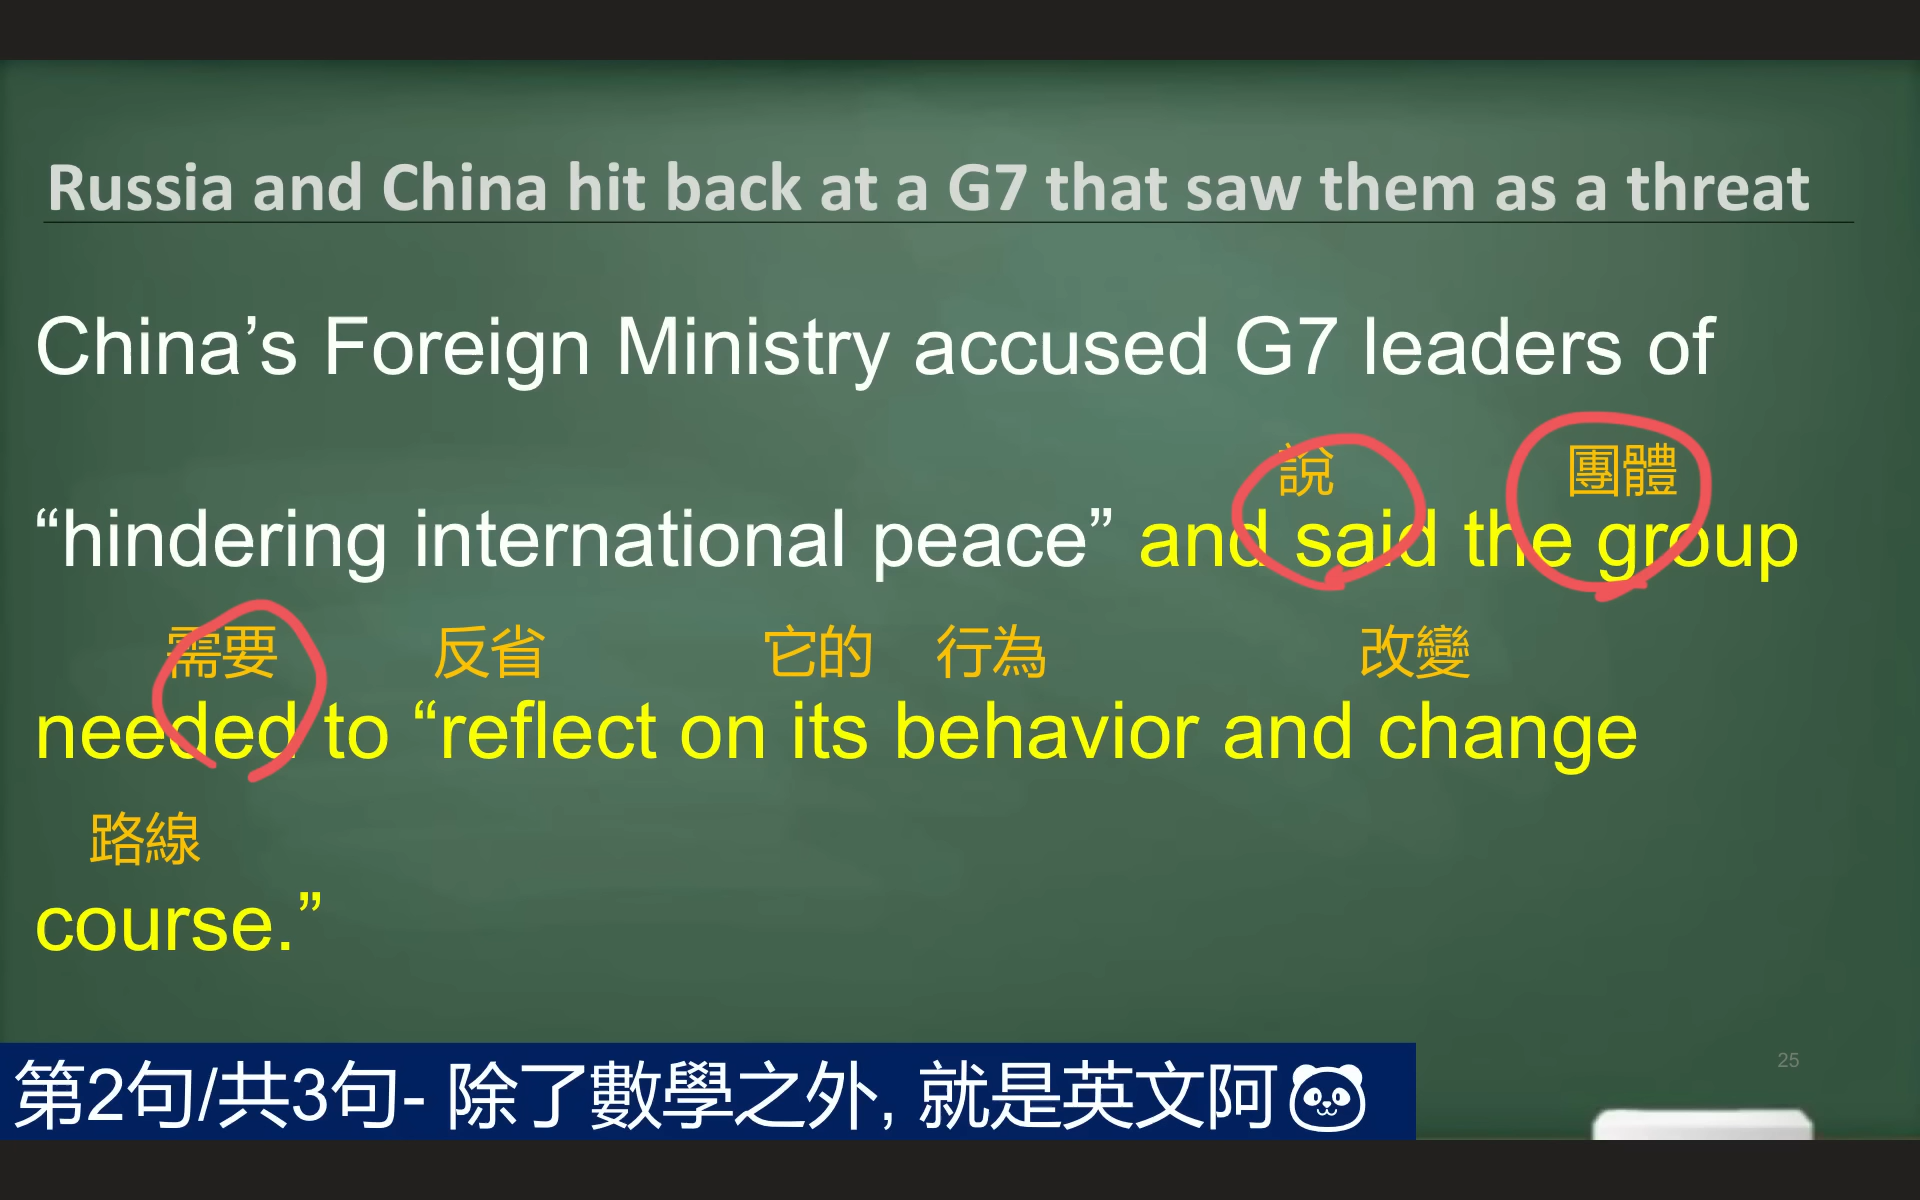 Russia and China hit back at a G7 that saw them as a threat
China’s Foreign Ministry accused G7 leaders of
說 團體
“hindering international peace” and said the group
需要 反省 它的 行為 改變
needed to “reflect on its behavior and change
路線
course.”
25
第2句/共3句- 除了數學之外, 就是英文阿🐼